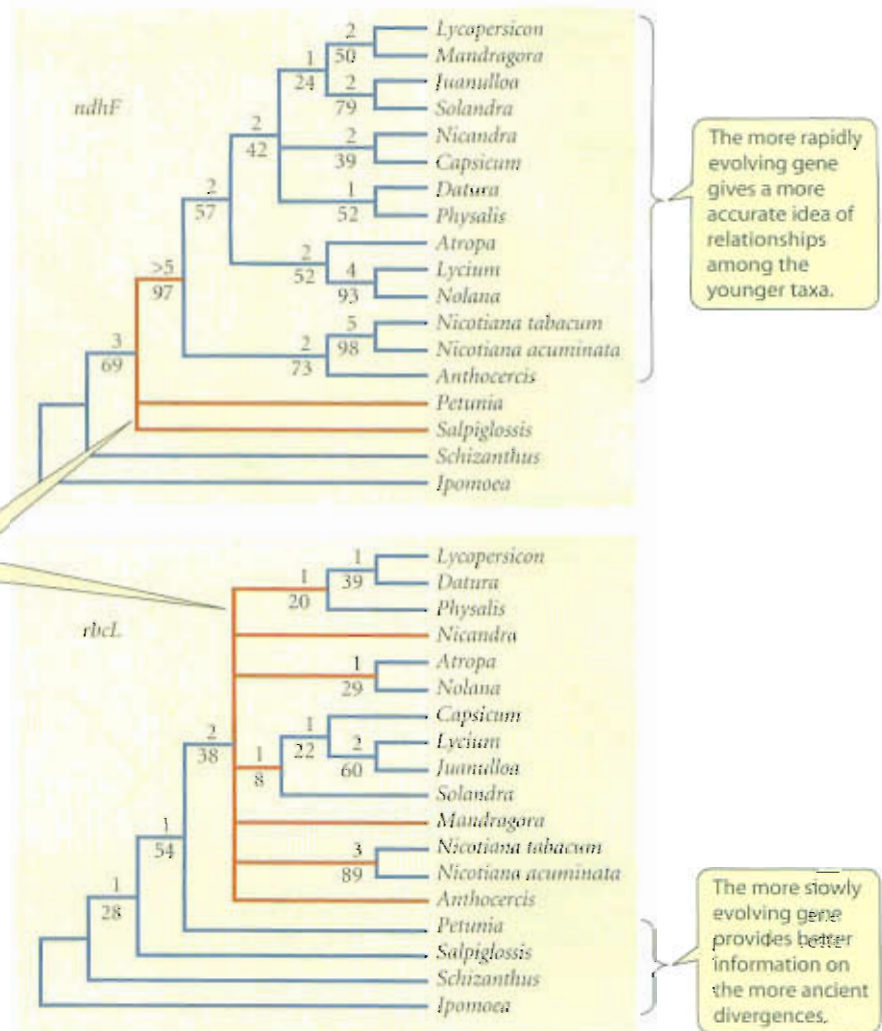 ndhF
2
50
1
24
2
79
2
42
2
39
1
52
2
57
2
52
4
93
>5
97
5
98
2
73
3
69
Lycopersicon
Mandragora
Juanulloa
Solandra
Nicandra
Capsicum
Datura
Physalis
Atropa
Lycium
Nolana
Nicotiana tabacum
Nicotiana acuminata
Anthocercis
Petunia
Salpiglossis
Schizanthus
Ipomoea
The more rapidly
evolving gene
gives a more
accurate idea of
relationships
among the
younger taxa.
rbcL
1
39
1
20
1
29
1
22
2
60
1
8
2
38
3
89
1
54
1
28
Lycopersicon
Datura
Physalis
Nicandra
Atropa
Nolana
Capsicum
Lycium
Juanulloa
Solandra
Mandragora
Nicotiana tabacum
Nicotiana acuminata
Anthocercis
Petunia
Salpiglossis
Schizanthus
Ipomoea
The more slowly
evolving gene
provides better
information on
the more ancient
divergences.